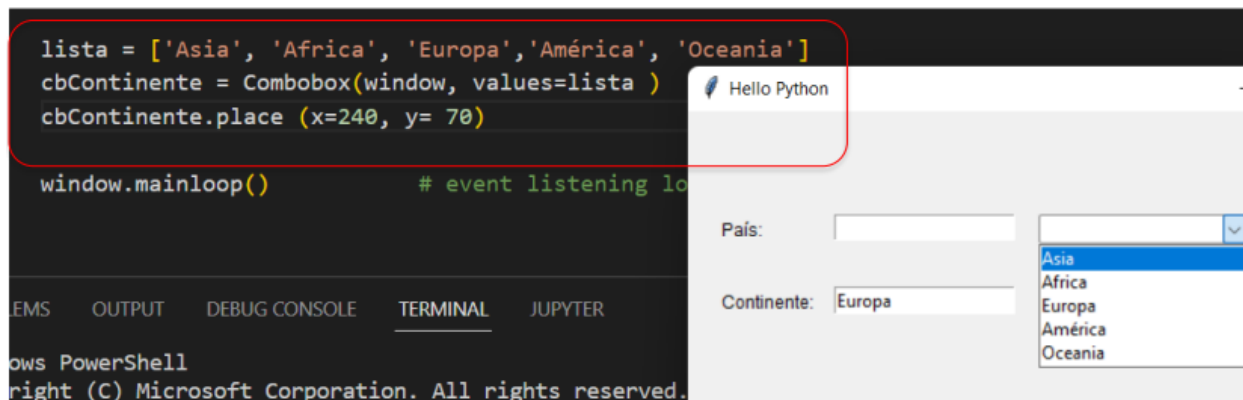 lista = ['Asia', 'Africa', 'Europa','América', 'Oceania']
cbContinente = Combobox(window, values=lista )
cbContinente.place (x=240, y= 70)
window.mainloop() # event listening lo
Hello Python
País:
Asia
Africa
Continente: Europa
Europa
América
Oceania
LEMS OUTPUT DEBUG CONSOLE TERMINAL JUPYTER
ows PowerShell
right (C) Microsoft Corporation. All rights reserved.